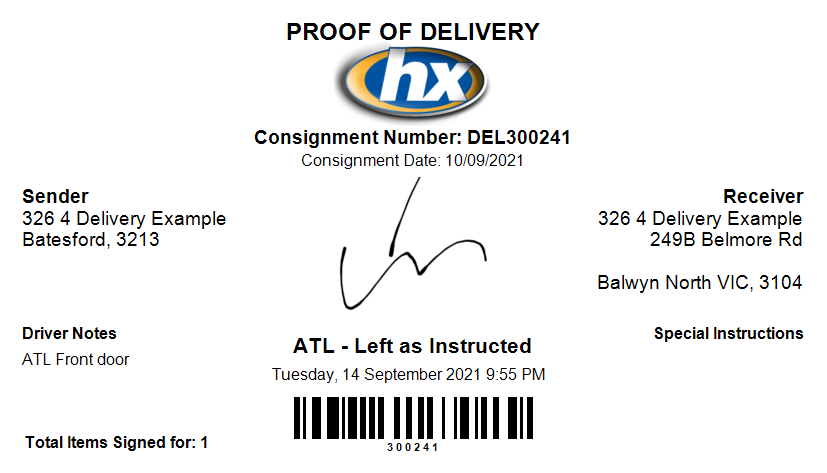 PROOF OF DELIVERY
hx
Consignment Number: DEL300241
Consignment Date: 10/09/2021
Sender
326 4 Delivery Example
Batesford, 3213
Receiver
326 4 Delivery Example
249B Belmore Rd
Balwyn North VIC, 3104
Driver Notes
ATL Front door
Special Instructions
ATL - Left as Instructed
Tuesday, 14 September 2021 9:55 PM
300241
Total Items Signed for: 1